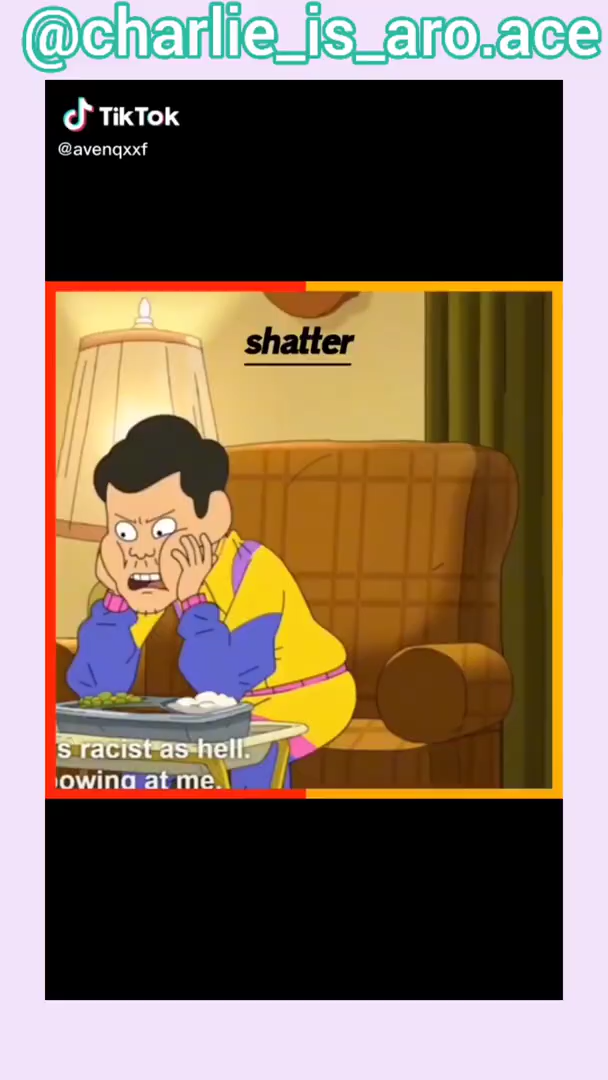 @charlie_is_aro.ace
TikTok
@avenqxxf
shatter
s racist as hell.
owing at me.